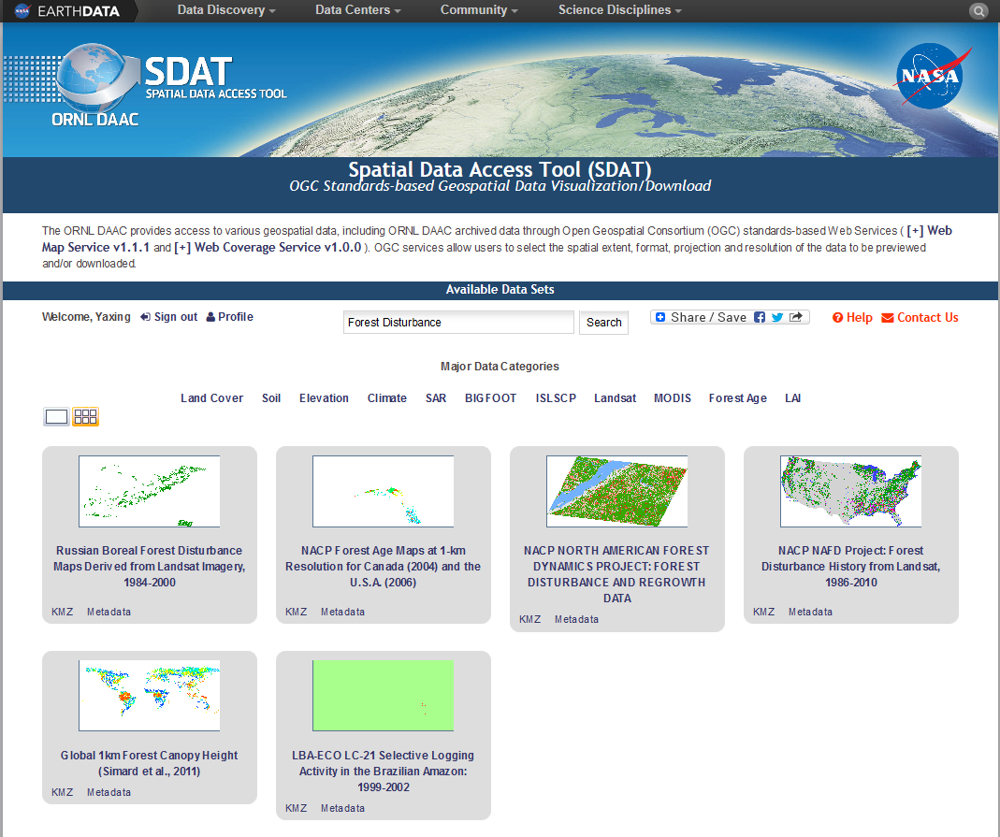 NASA EARTHDATA Data Discovery Data Centers Community Science Disciplines
SDAT
SPATIAL DATA ACCESS TOOL
ORNL DAAC
NASA
Spatial Data Access Tool (SDAT)
OGC Standards-based Geospatial Data Visualization/Download
The ORNL DAAC provides access to various geospatial data, including ORNL DAAC archived data through Open Geospatial Consortium (OGC) standards-based Web Services ( [+] Web
Map Service v1.1.1 and [+] Web Coverage Service v1.0.0 ). OGC services allow users to select the spatial extent, format, projection and resolution of the data to be previewed
and/or downloaded.
Available Data Sets
Welcome, Yaxing Sign out Profile Forest Disturbance Search Share / Save Help Contact Us
Major Data Categories
Land Cover Soil Elevation Climate SAR BIGFOOT ISLSCP Landsat MODIS Forest Age LAI
Russian Boreal Forest Disturbance
Maps Derived from Landsat Imagery,
1984-2000
KMZ Metadata
NACP Forest Age Maps at 1-km
Resolution for Canada (2004) and the
U.S.A. (2006)
KMZ Metadata
NACP NORTH AMERICAN FOREST
DYNAMICS PROJECT: FOREST
DISTURBANCE AND REGROWTH
DATA
KMZ Metadata
NACP NAFD Project: Forest
Disturbance History from Landsat,
1986-2010
KMZ Metadata
Global 1km Forest Canopy Height
(Simard et al., 2011)
KMZ Metadata
LBA-ECO LC-21 Selective Logging
Activity in the Brazilian Amazon:
1999-2002
KMZ Metadata